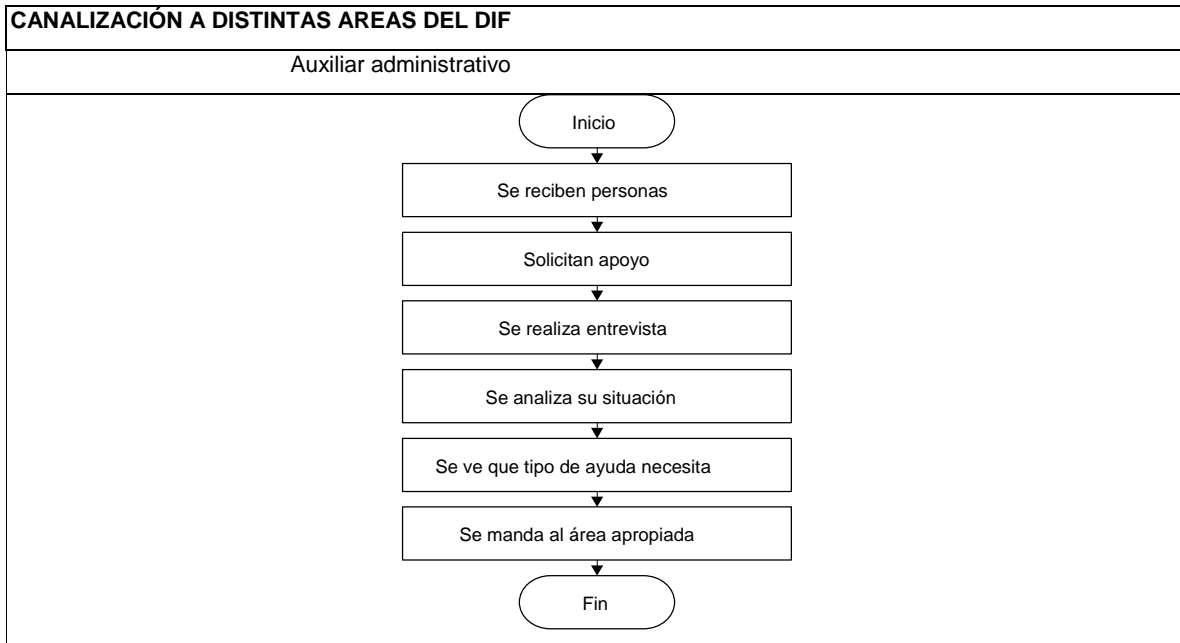 CANALIZACIÓN A DISTINTAS AREAS DEL DIF
Auxiliar administrativo
Inicio
Se reciben personas
Solicitan apoyo
Se realiza entrevista
Se analiza su situación
Se ve que tipo de ayuda necesita
Se manda al área apropiada
Fin